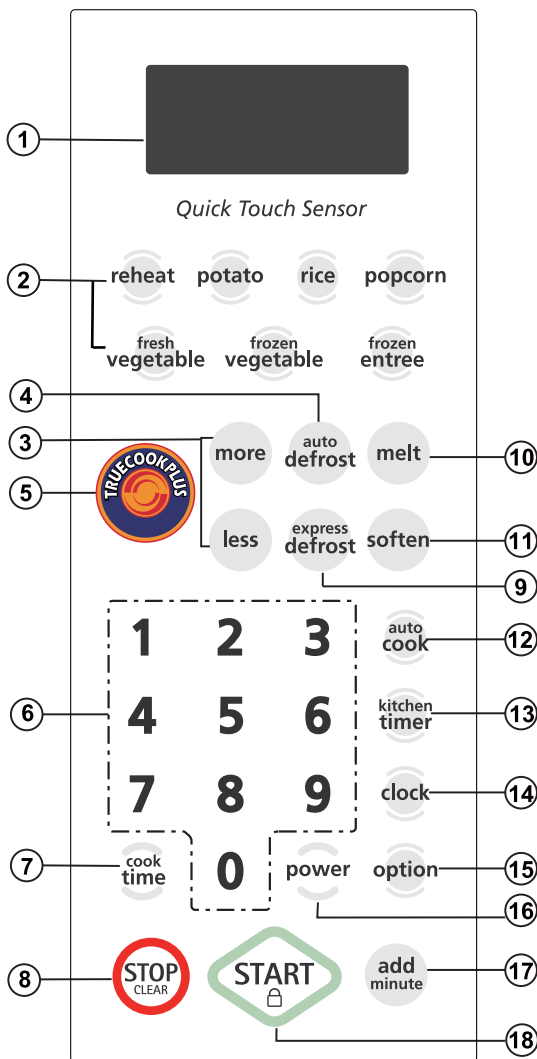 1
Quick Touch Sensor
2
reheat potato rice popcorn
fresh vegetable frozen vegetable frozen entree
4
3
more auto defrost melt
10
5
TRUECOOKPLUS
less express defrost soften
11
9
1 2 3 auto cook
12
6
4 5 6 kitchen timer
13
7 8 9 clock
14
7
cook time 0 power option
15
16
8
STOP CLEAR START add minute
17
18